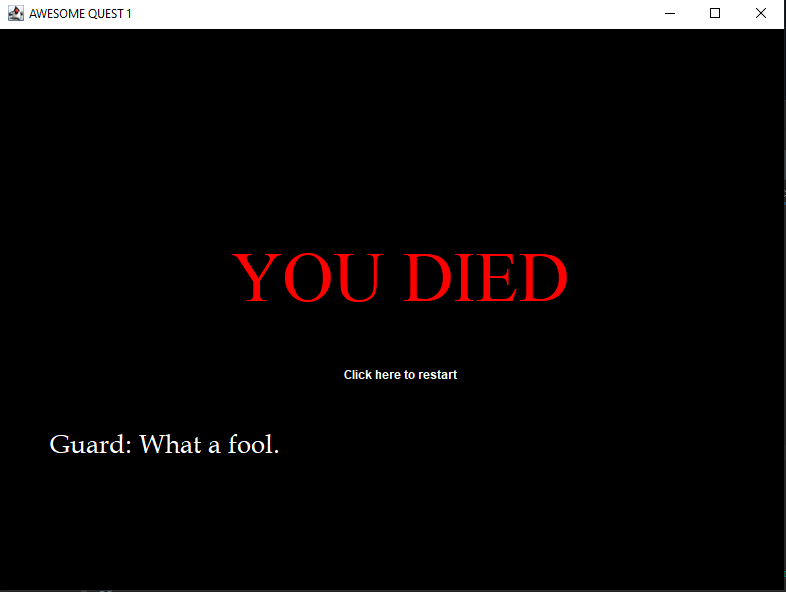 AWESOME QUEST 1
YOU DIED
Click here to restart
Guard: What a fool.